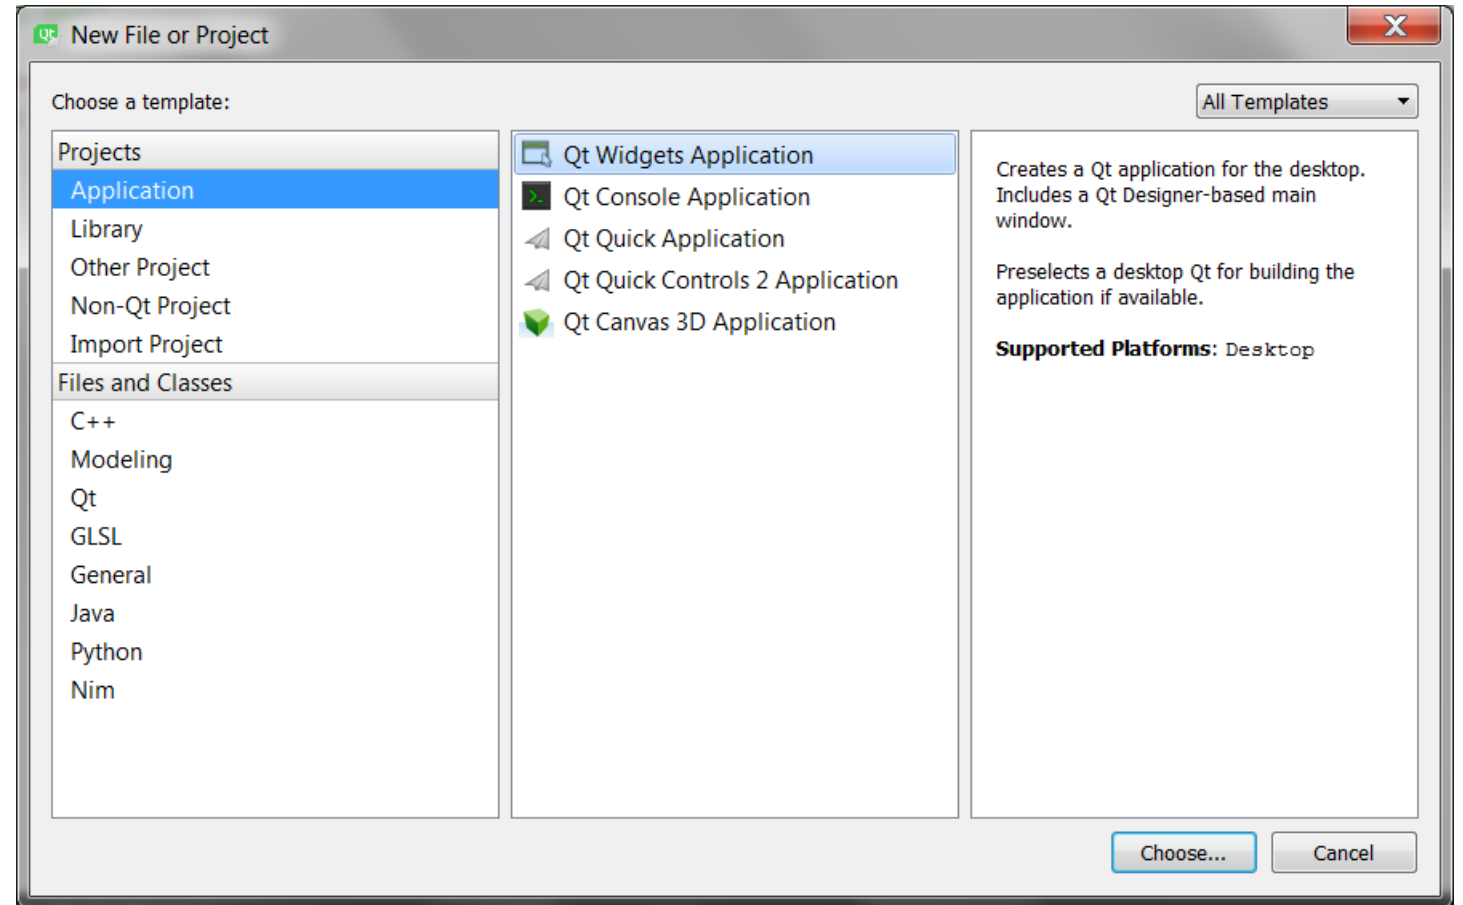 New File or Project
Choose a template:
All Templates
Projects
Application
Library
Other Project
Non-Qt Project
Import Project
Files and Classes
C++
Modeling
Qt
GLSL
General
Java
Python
Nim
Qt Widgets Application
Qt Console Application
Qt Quick Application
Qt Quick Controls 2 Application
Qt Canvas 3D Application
Creates a Qt application for the desktop.
Includes a Qt Designer-based main
window.
Preselects a desktop Qt for building the
application if available.
Supported Platforms: Desktop
Choose...
Cancel